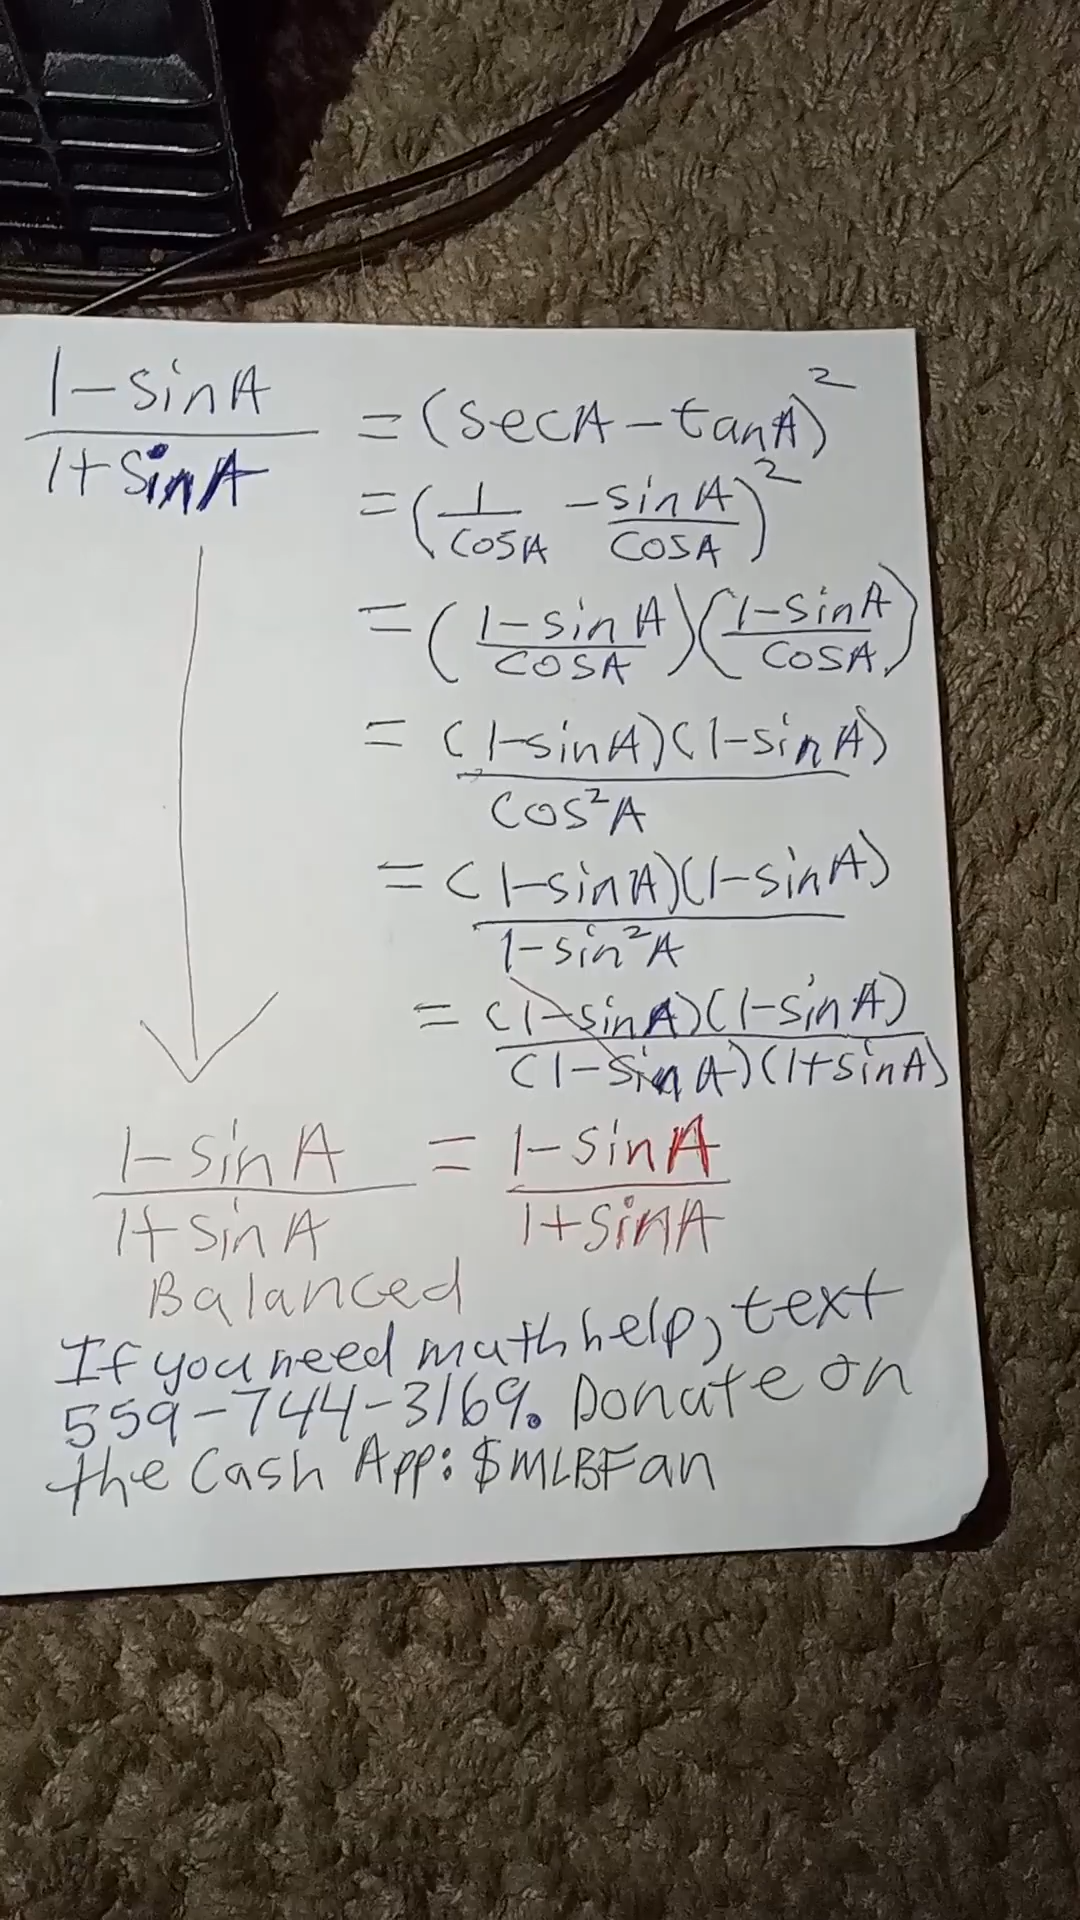 1-sinA
1+sinA
=(secA-tanA)²
=(1/cosA - sinA/cosA)²
=(1-sinA/cosA)(1-sinA/cosA)
=(1-sinA)(1-sinA)
cos²A
=(1-sinA)(1-sinA)
1-sin²A
=(1-sinA)(1-sinA)
(1-sinA)(1+sinA)
1-sinA = 1-sinA
1+sinA 1+sinA
Balanced
If you need math help, text
559-744-3169. Donate on
the Cash App: $MLBFan